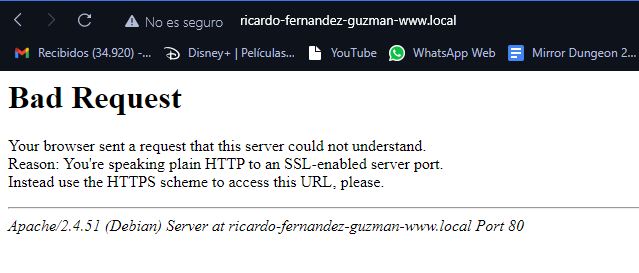 No es seguro ricardo-fernandez-guzman-www.local
Recibidos (34.920) -... Disney+ | Películas... YouTube WhatsApp Web Mirror Dungeon 2...
Bad Request
Your browser sent a request that this server could not understand.
Reason: You're speaking plain HTTP to an SSL-enabled server port.
Instead use the HTTPS scheme to access this URL, please.
Apache/2.4.51 (Debian) Server at ricardo-fernandez-guzman-www.local Port 80